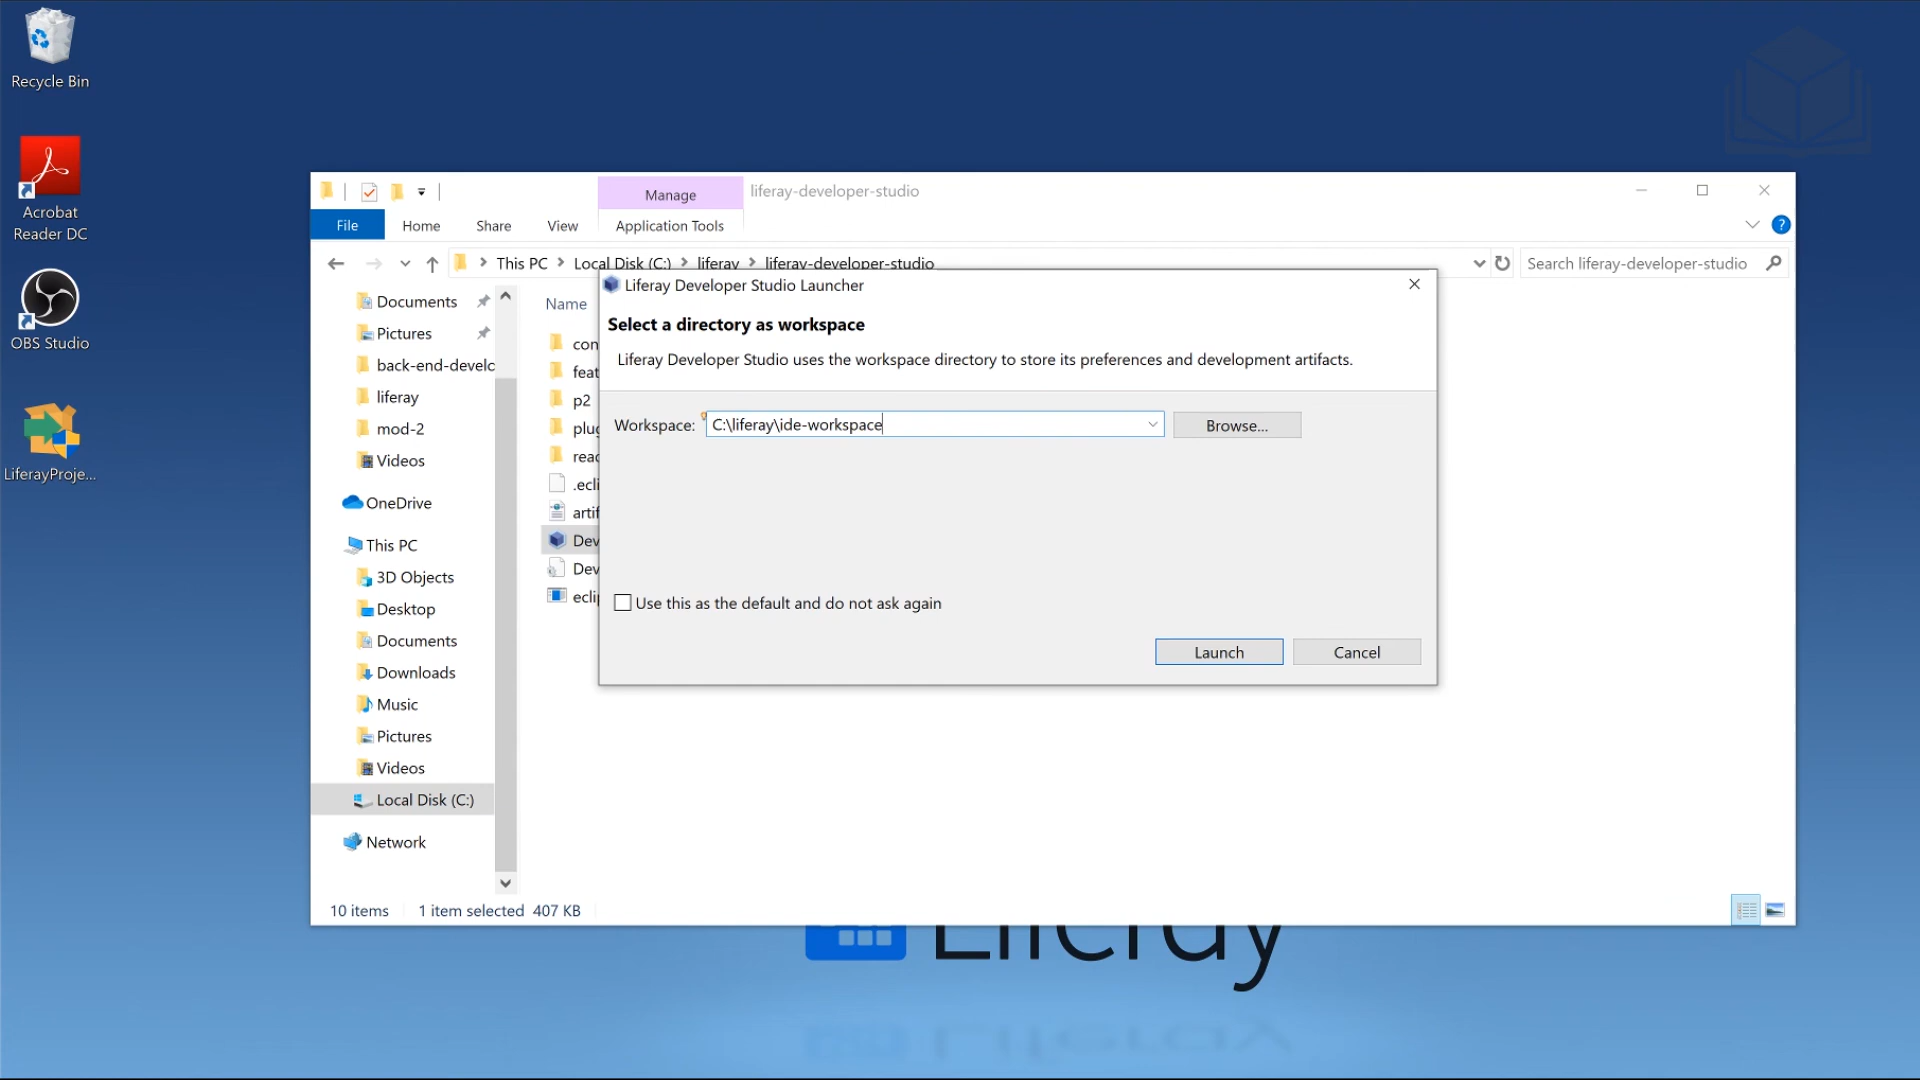 Recycle Bin
Acrobat
Reader DC
OBS Studio
LiferayProje...
Manage
liferay-developer-studio
File
Home
Share
View
Application Tools
This PC
Local Disk (C:)
liferay
liferay-developer-studio
Search liferay-developer-studio
Documents
Pictures
back-end-develc
liferay
mod-2
Videos
OneDrive
This PC
3D Objects
Desktop
Documents
Downloads
Music
Pictures
Videos
Local Disk (C:)
Network
Name
con
feat
p2
plug
reac
.ecli
artif
Dev
Dev
eclip
Liferay Developer Studio Launcher
Select a directory as workspace
Liferay Developer Studio uses the workspace directory to store its preferences and development artifacts.
Workspace:
C:\liferay\ide-workspace
Browse...
Use this as the default and do not ask again
Launch
Cancel
10 items
1 item selected 407 KB
Liferay